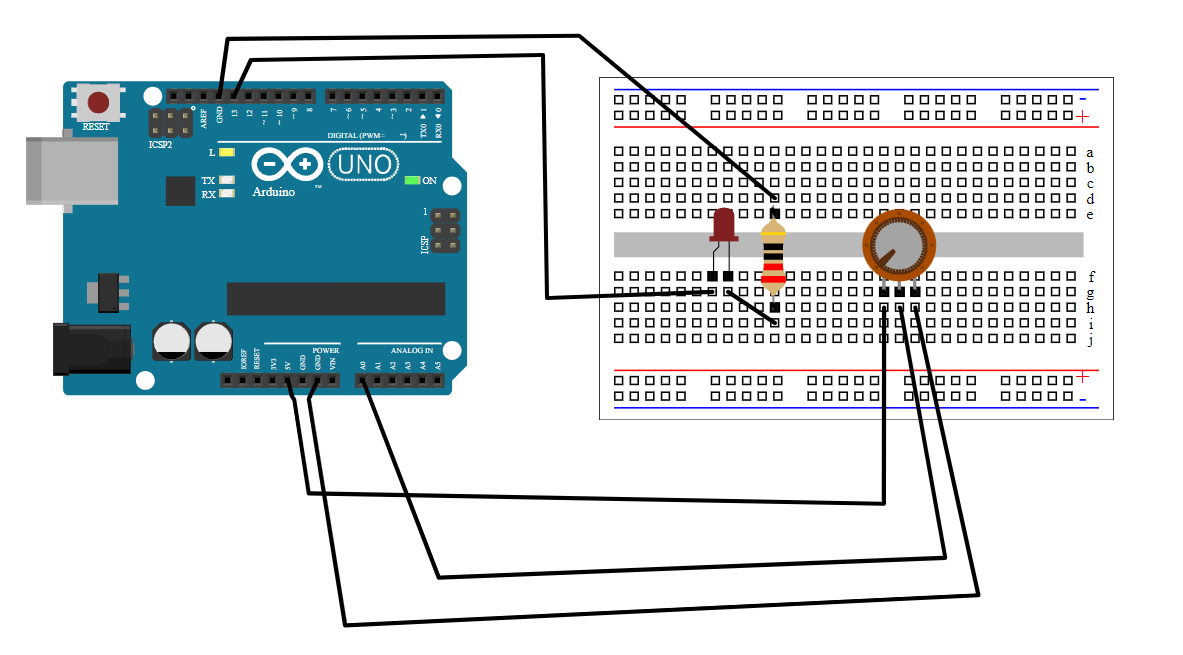 RESET
ICSP2
AREF
GND
13
12
~11
~10
~9
8
7
~6
~5
4
~3
2
TX0 ▶ 1
RX0 ◀ 0
DIGITAL (PWM= ~)
L
TX
RX
Arduino
™
UNO
ON
1
ICSP
POWER
ANALOG IN
IOREF
RESET
3V3
5V
GND
GND
VIN
A0
A1
A2
A3
A4
A5
-
+
a
b
c
d
e
f
g
h
i
j
+
-